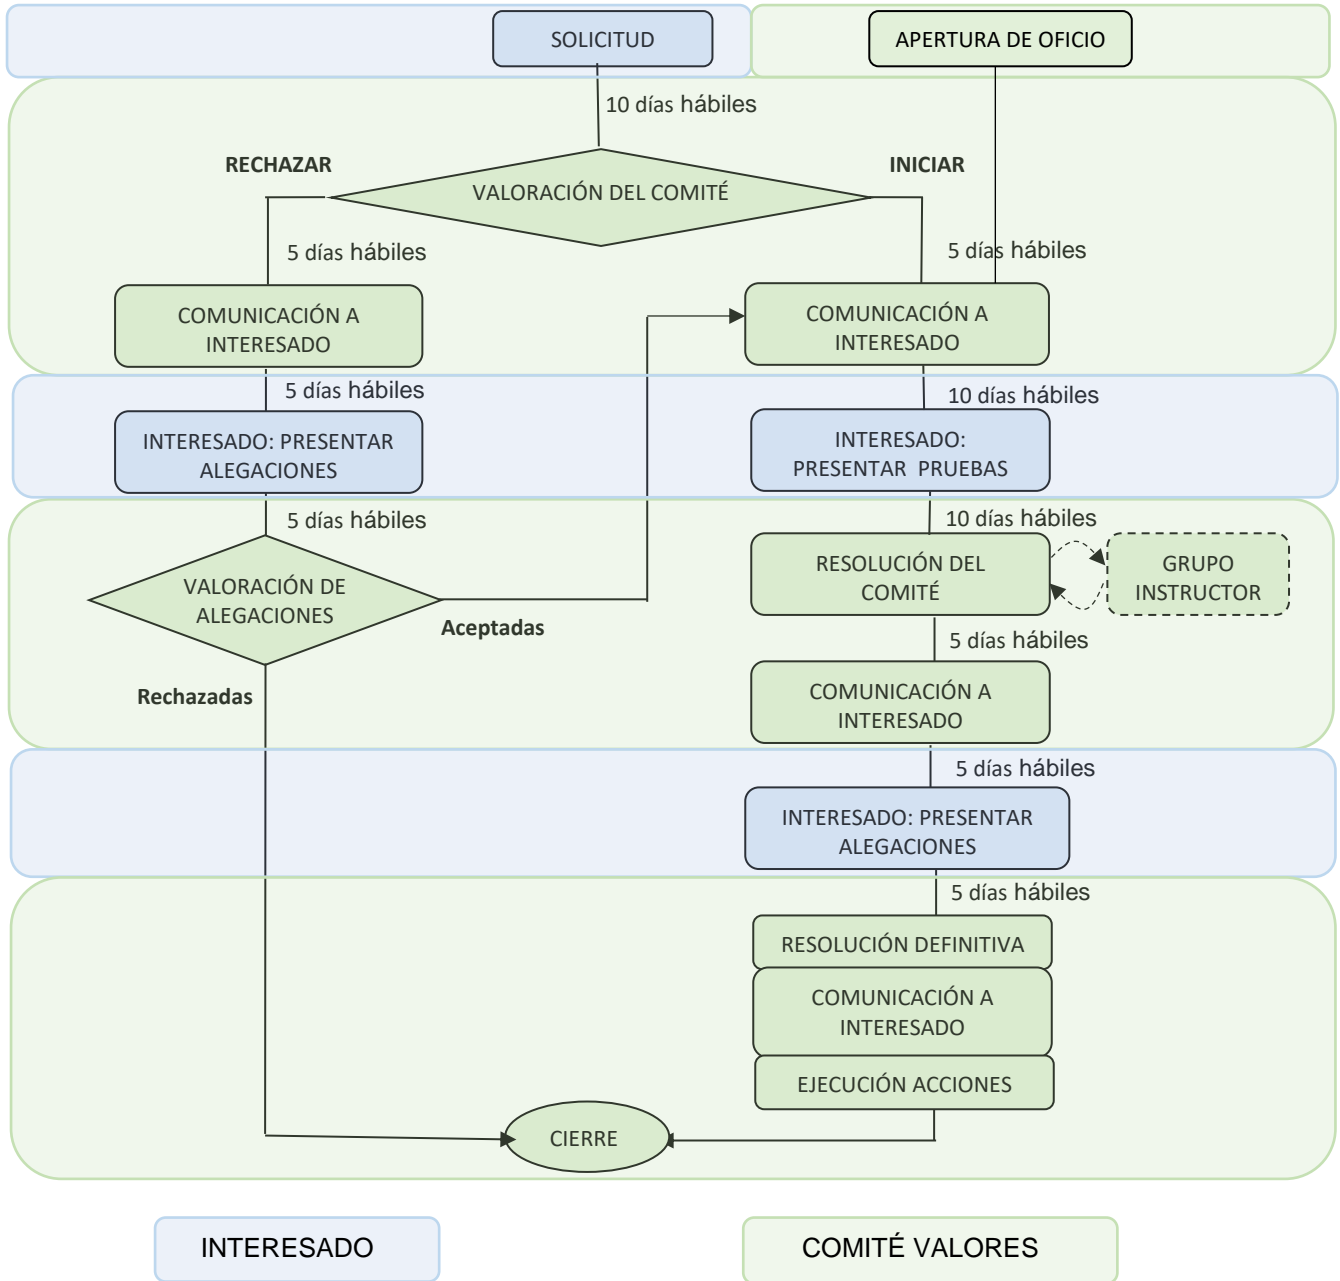 SOLICITUD
APERTURA DE OFICIO
10 días hábiles
RECHAZAR
INICIAR
VALORACIÓN DEL COMITÉ
5 días hábiles
5 días hábiles
COMUNICACIÓN A
INTERESADO
COMUNICACIÓN A
INTERESADO
5 días hábiles
10 días hábiles
INTERESADO: PRESENTAR
ALEGACIONES
INTERESADO:
PRESENTAR PRUEBAS
5 días hábiles
10 días hábiles
VALORACIÓN DE
ALEGACIONES
RESOLUCIÓN DEL
COMITÉ
GRUPO
INSTRUCTOR
Aceptadas
5 días hábiles
Rechazadas
COMUNICACIÓN A
INTERESADO
5 días hábiles
INTERESADO: PRESENTAR
ALEGACIONES
5 días hábiles
RESOLUCIÓN DEFINITIVA
COMUNICACIÓN A
INTERESADO
EJECUCIÓN ACCIONES
CIERRE
INTERESADO
COMITÉ VALORES